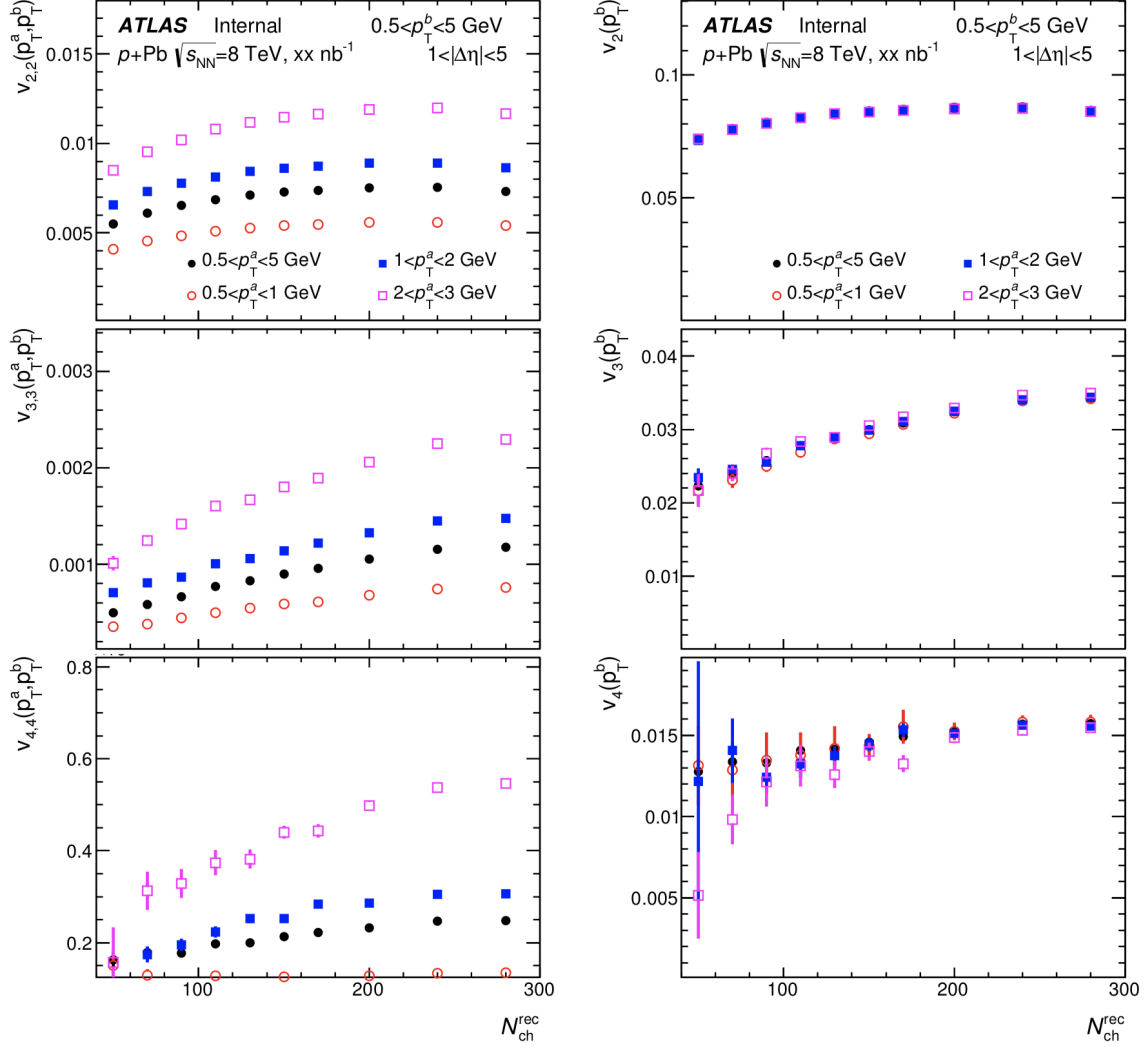 ATLAS Internal 0.5<p_T^b<5 GeV
p+Pb √s_NN=8 TeV, xx nb^-1 1<|Δη|<5
v_2,2(p_T^a,p_T^b)
0.015
0.01
0.005
0.5<p_T^a<5 GeV 1<p_T^a<2 GeV
0.5<p_T^a<1 GeV 2<p_T^a<3 GeV
v_3,3(p_T^a,p_T^b)
0.003
0.002
0.001
v_4,4(p_T^a,p_T^b)
0.8
0.6
0.4
0.2
100 200 300
N_ch^rec
ATLAS Internal 0.5<p_T^b<5 GeV
p+Pb √s_NN=8 TeV, xx nb^-1 1<|Δη|<5
v_2(p_T^b)
0.1
0.05
0.5<p_T^a<5 GeV 1<p_T^a<2 GeV
0.5<p_T^a<1 GeV 2<p_T^a<3 GeV
v_3(p_T^b)
0.04
0.03
0.02
0.01
v_4(p_T^b)
0.015
0.01
0.005
100 200 300
N_ch^rec